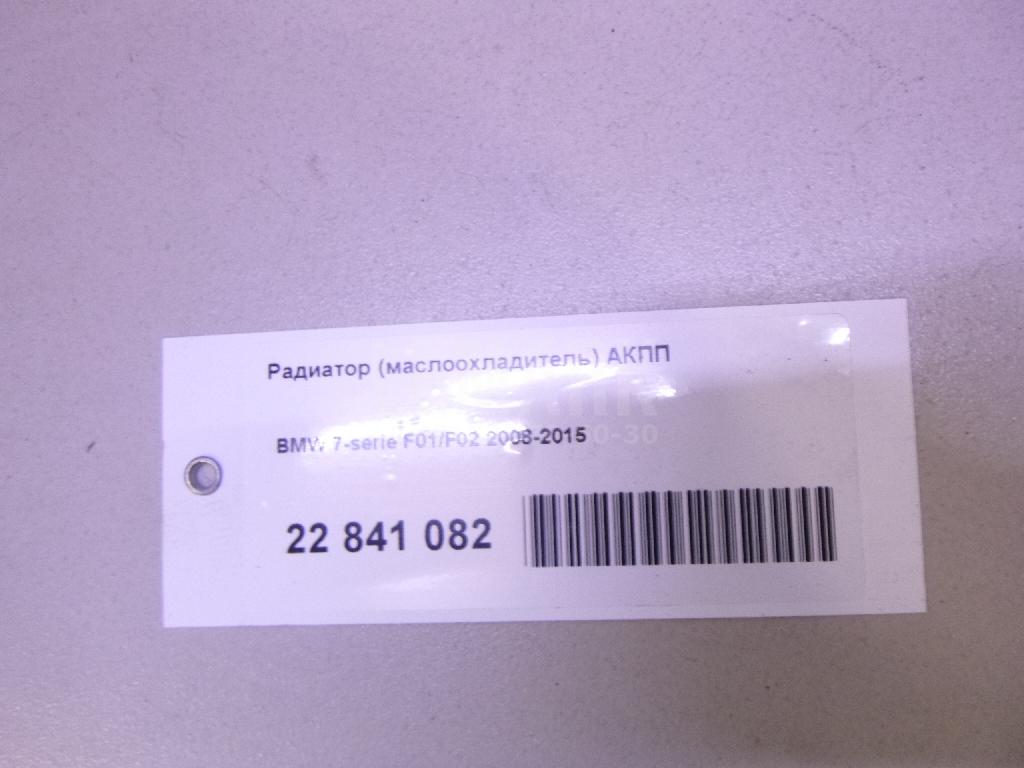 Радиатор (маслоохладитель) АКПП
BMW 7-serie F01/F02 2008-2015
22 841 082